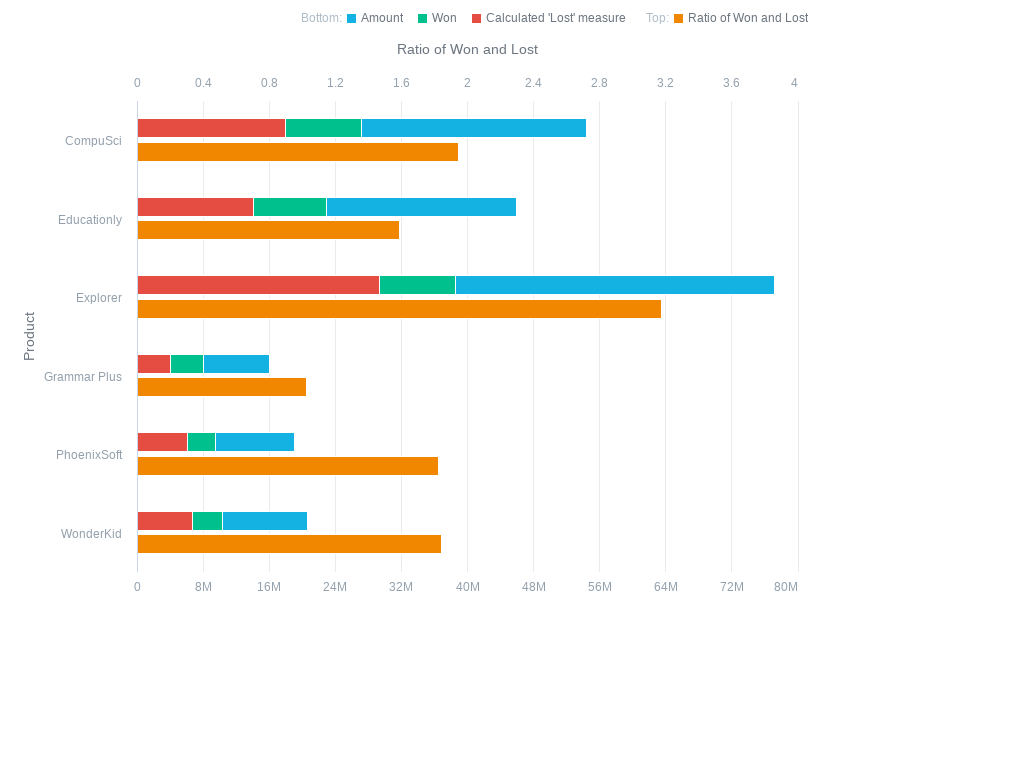 Bottom: Amount Won Calculated 'Lost' measure Top: Ratio of Won and Lost
Ratio of Won and Lost
0 0.4 0.8 1.2 1.6 2 2.4 2.8 3.2 3.6 4
CompuSci
Educationly
Explorer
Product
Grammar Plus
PhoenixSoft
WonderKid
0 8M 16M 24M 32M 40M 48M 56M 64M 72M 80M